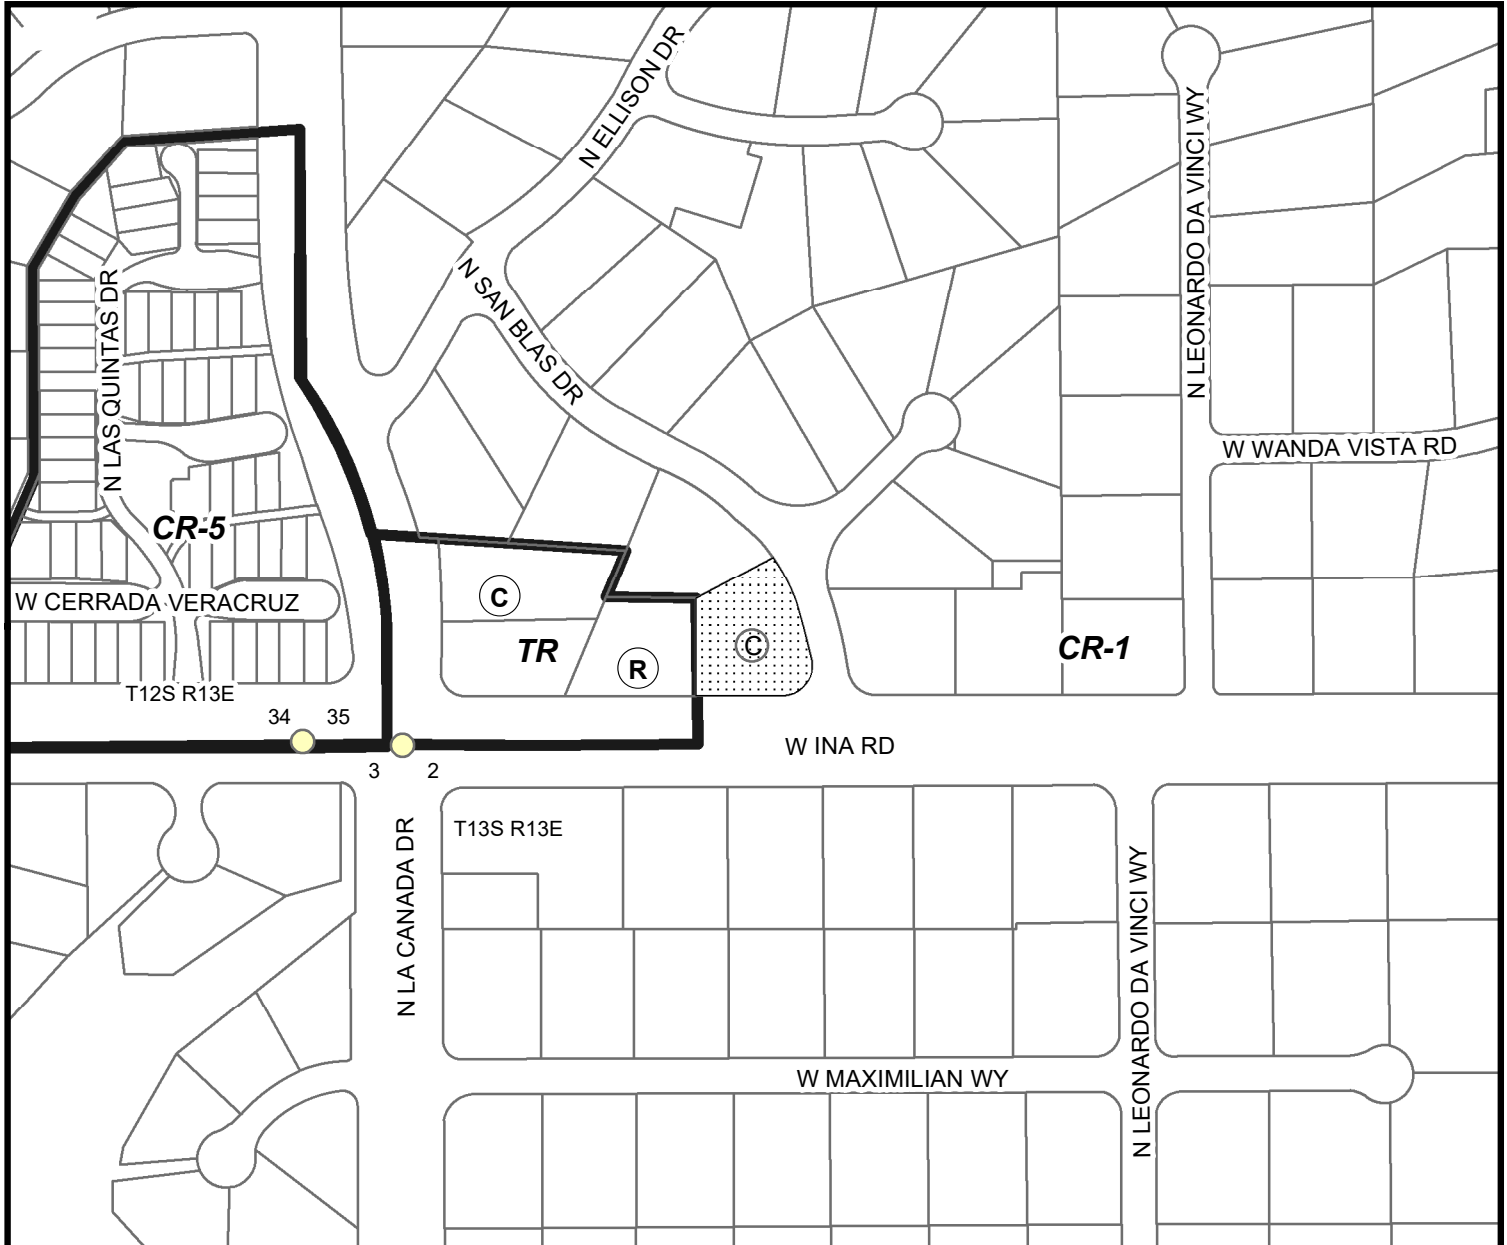 N ELLISON DR
N LEONARDO DA VINCI WY
N SAN BLAS DR
N LAS QUINTAS DR
W WANDA VISTA RD
CR-5
C
W CERRADA VERACRUZ
TR
R
C
CR-1
T12S R13E
34
35
W INA RD
3
2
T13S R13E
N LA CANADA DR
N LEONARDO DA VINCI WY
W MAXIMILIAN WY